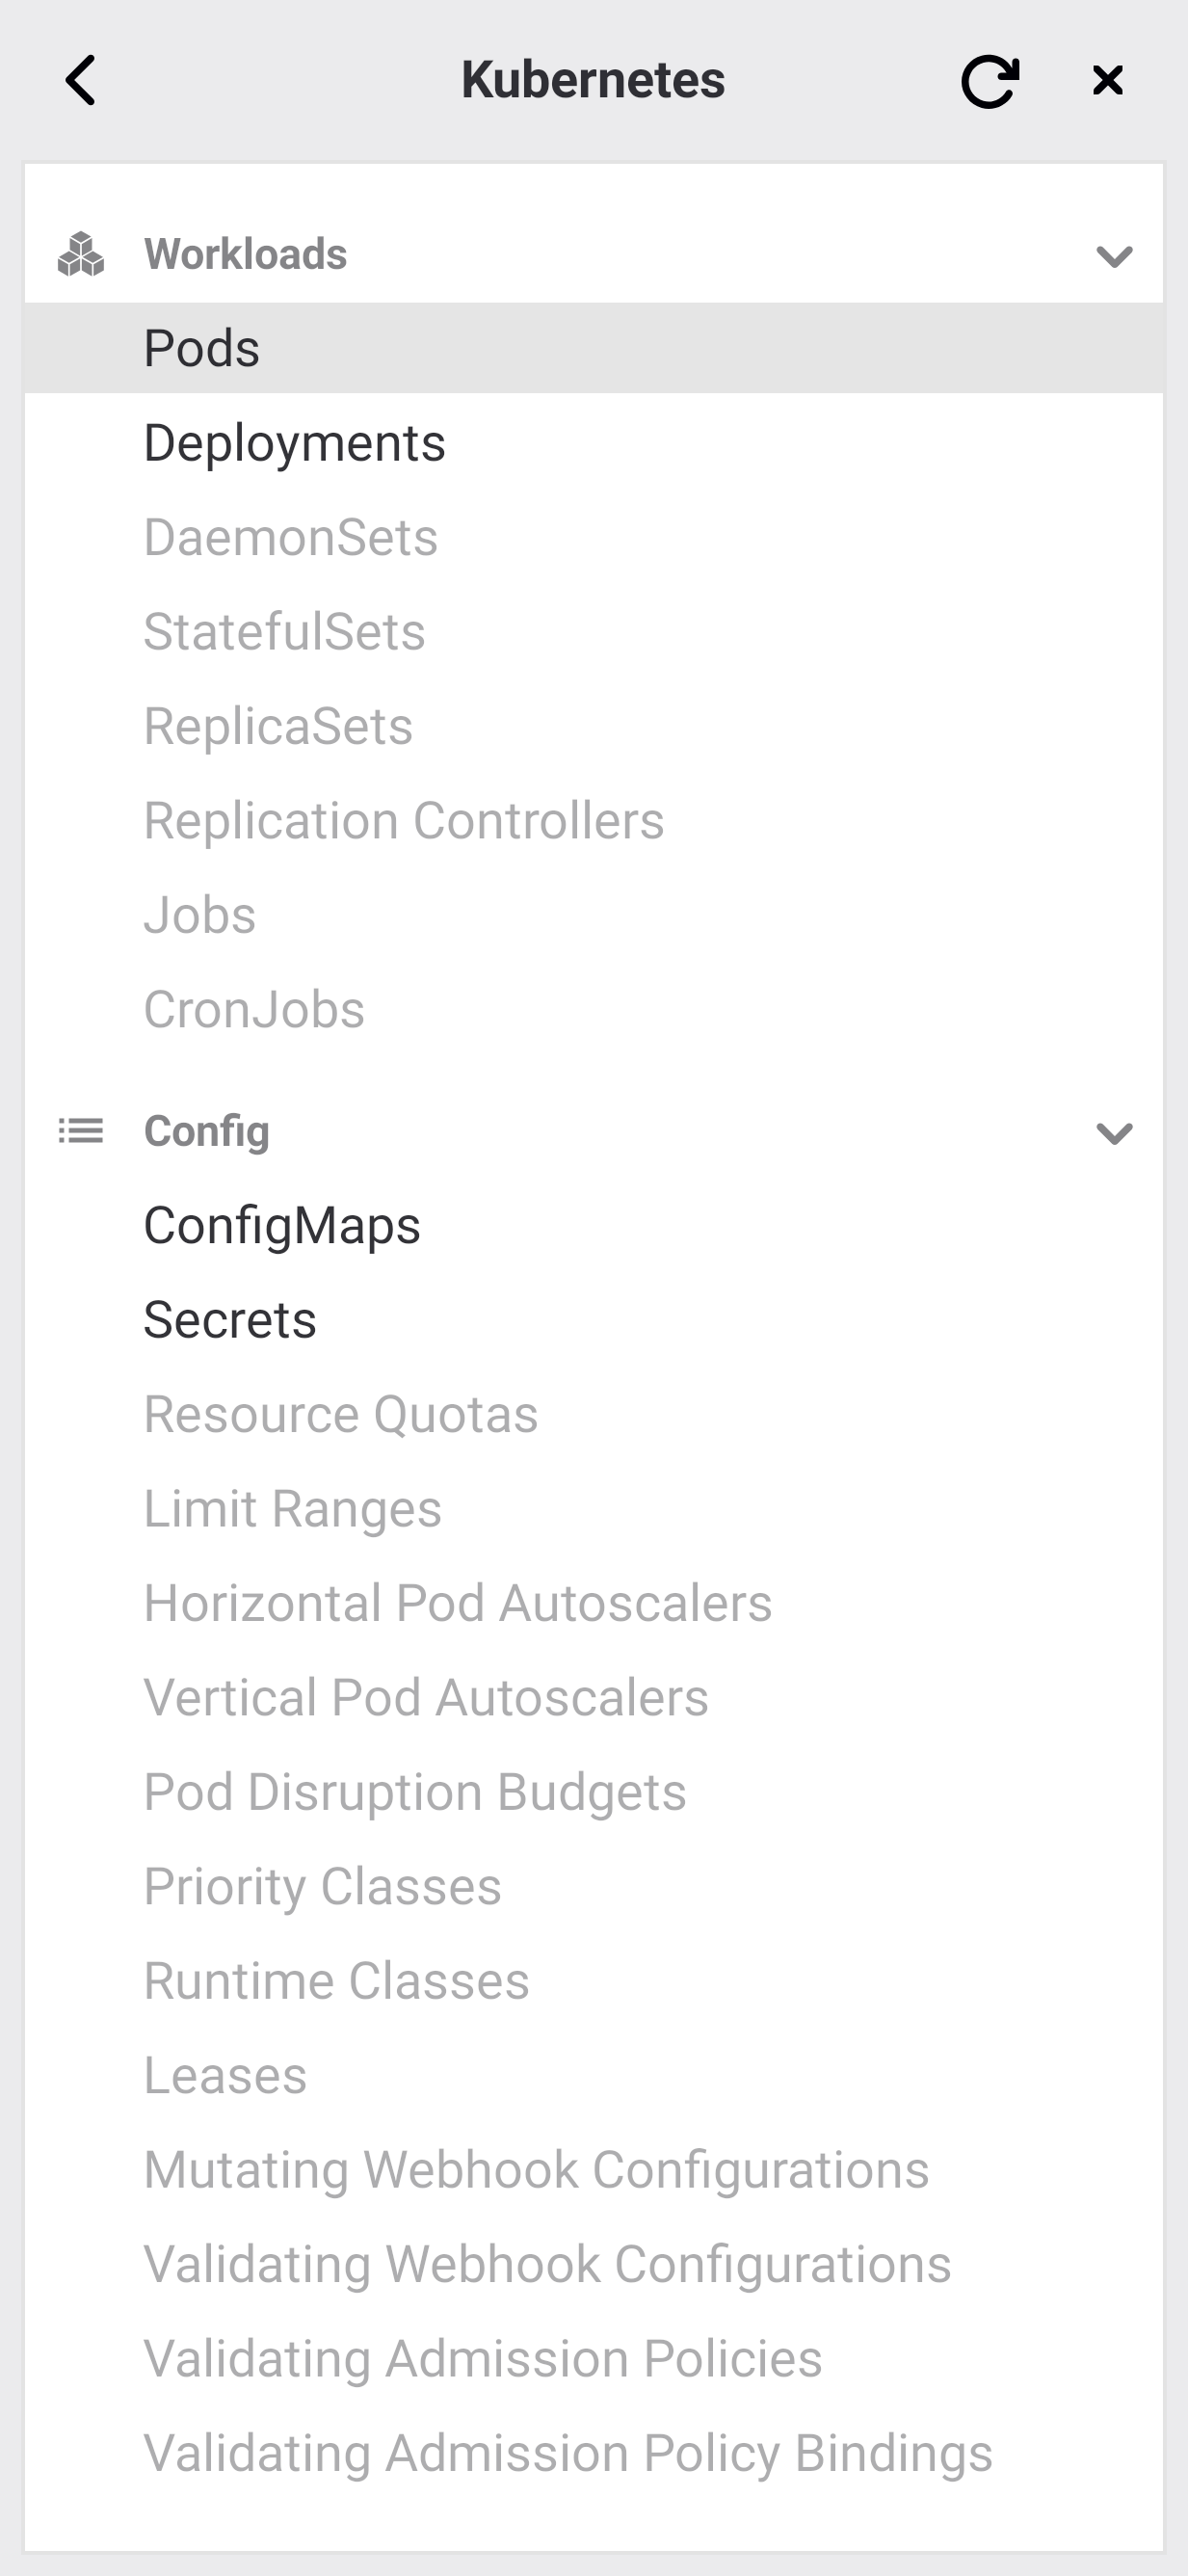 Kubernetes
Workloads
Pods
Deployments
DaemonSets
StatefulSets
ReplicaSets
Replication Controllers
Jobs
CronJobs
Config
ConfigMaps
Secrets
Resource Quotas
Limit Ranges
Horizontal Pod Autoscalers
Vertical Pod Autoscalers
Pod Disruption Budgets
Priority Classes
Runtime Classes
Leases
Mutating Webhook Configurations
Validating Webhook Configurations
Validating Admission Policies
Validating Admission Policy Bindings